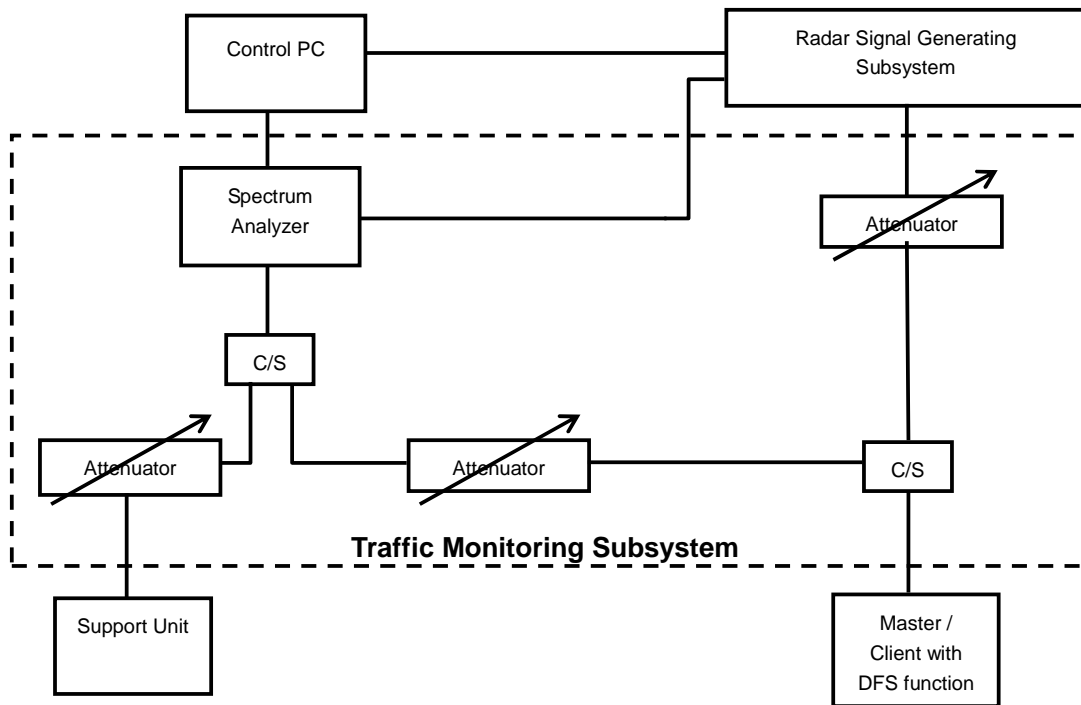 Control PC
Radar Signal Generating
Subsystem
Spectrum
Analyzer
Attenuator
C/S
Attenuator
Attenuator
C/S
Traffic Monitoring Subsystem
Support Unit
Master /
Client with
DFS function